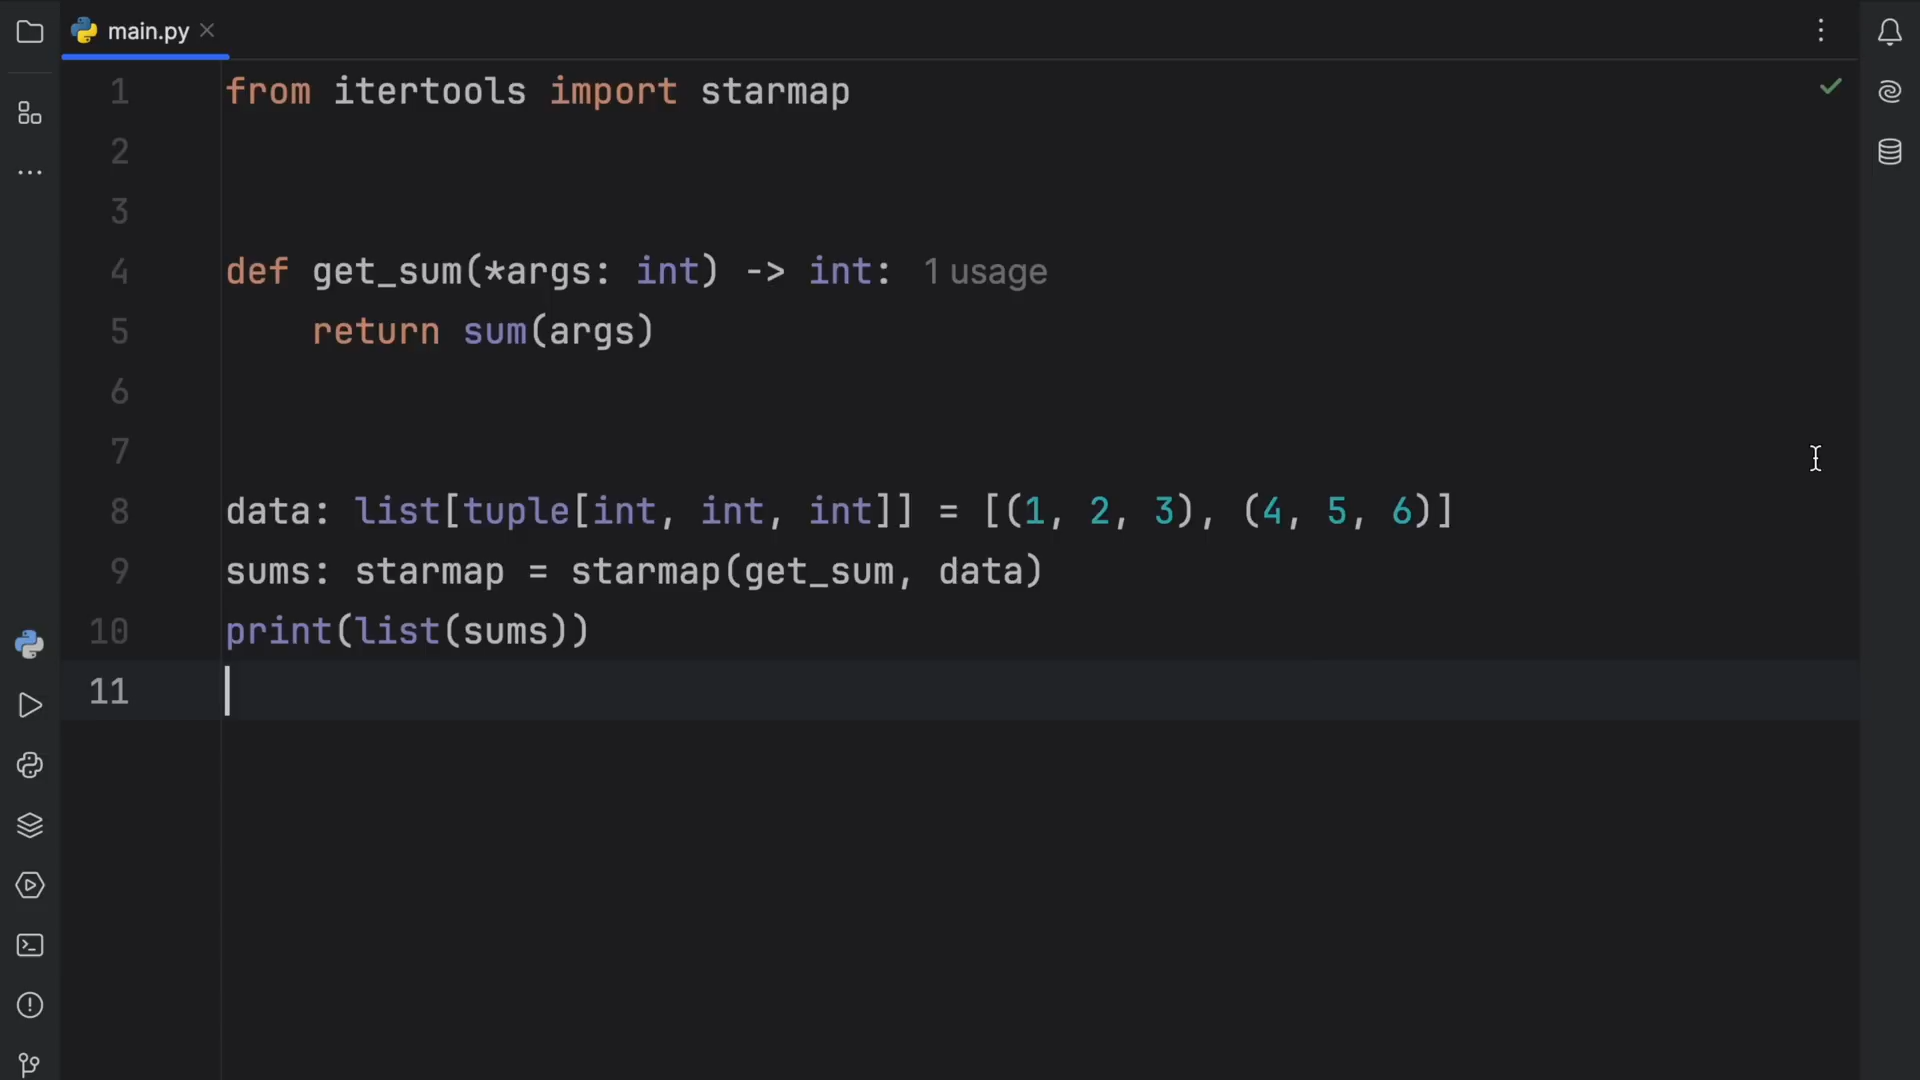 main.py
1 from itertools import starmap
2
3
4 def get_sum(*args: int) -> int: 1 usage
5     return sum(args)
6
7
8 data: list[tuple[int, int, int]] = [(1, 2, 3), (4, 5, 6)]
9 sums: starmap = starmap(get_sum, data)
10 print(list(sums))
11